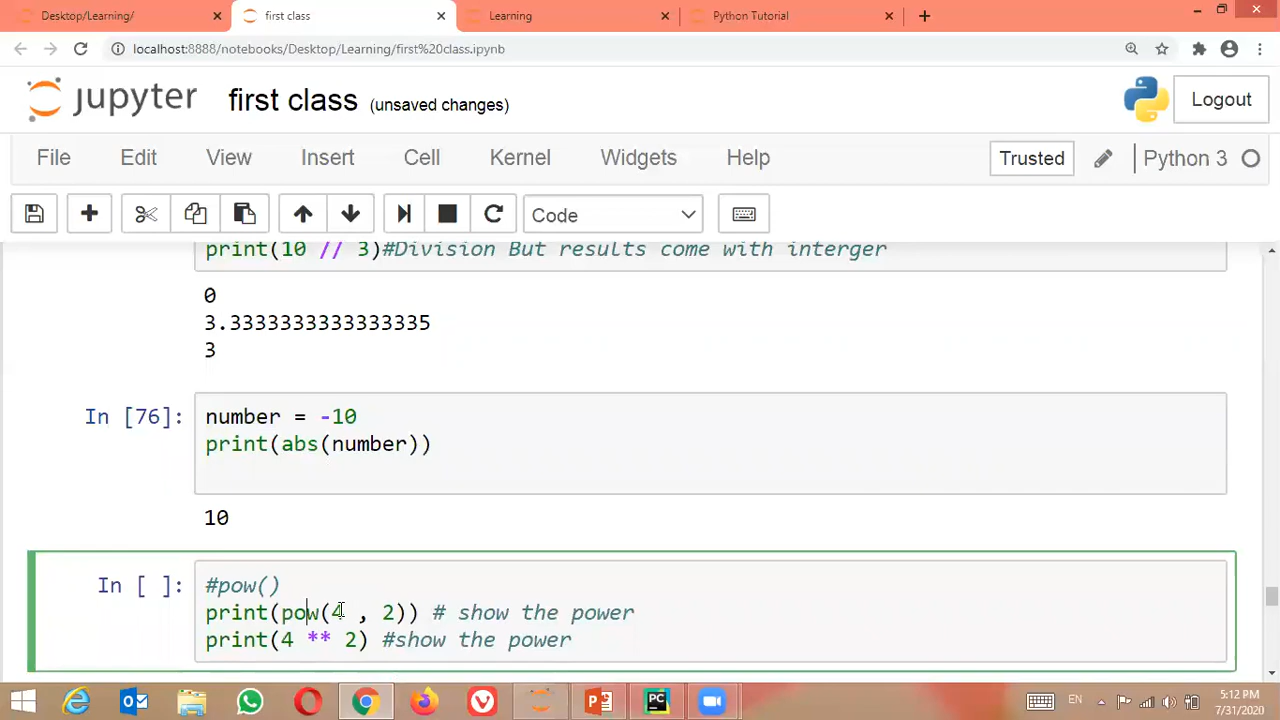 Desktop/Learning/
first class
Learning
Python Tutorial
localhost:8888/notebooks/Desktop/Learning/first%20class.ipynb
jupyter first class (unsaved changes) Logout
File Edit View Insert Cell Kernel Widgets Help Trusted Python 3
Code
print(10 // 3)#Division But results come with interger
0
3.3333333333333335
3
In [76]: number = -10
print(abs(number))
10
In [ ]: #pow()
print(pow(4 , 2)) # show the power
print(4 ** 2) #show the power
EN
5:12 PM
7/31/2020